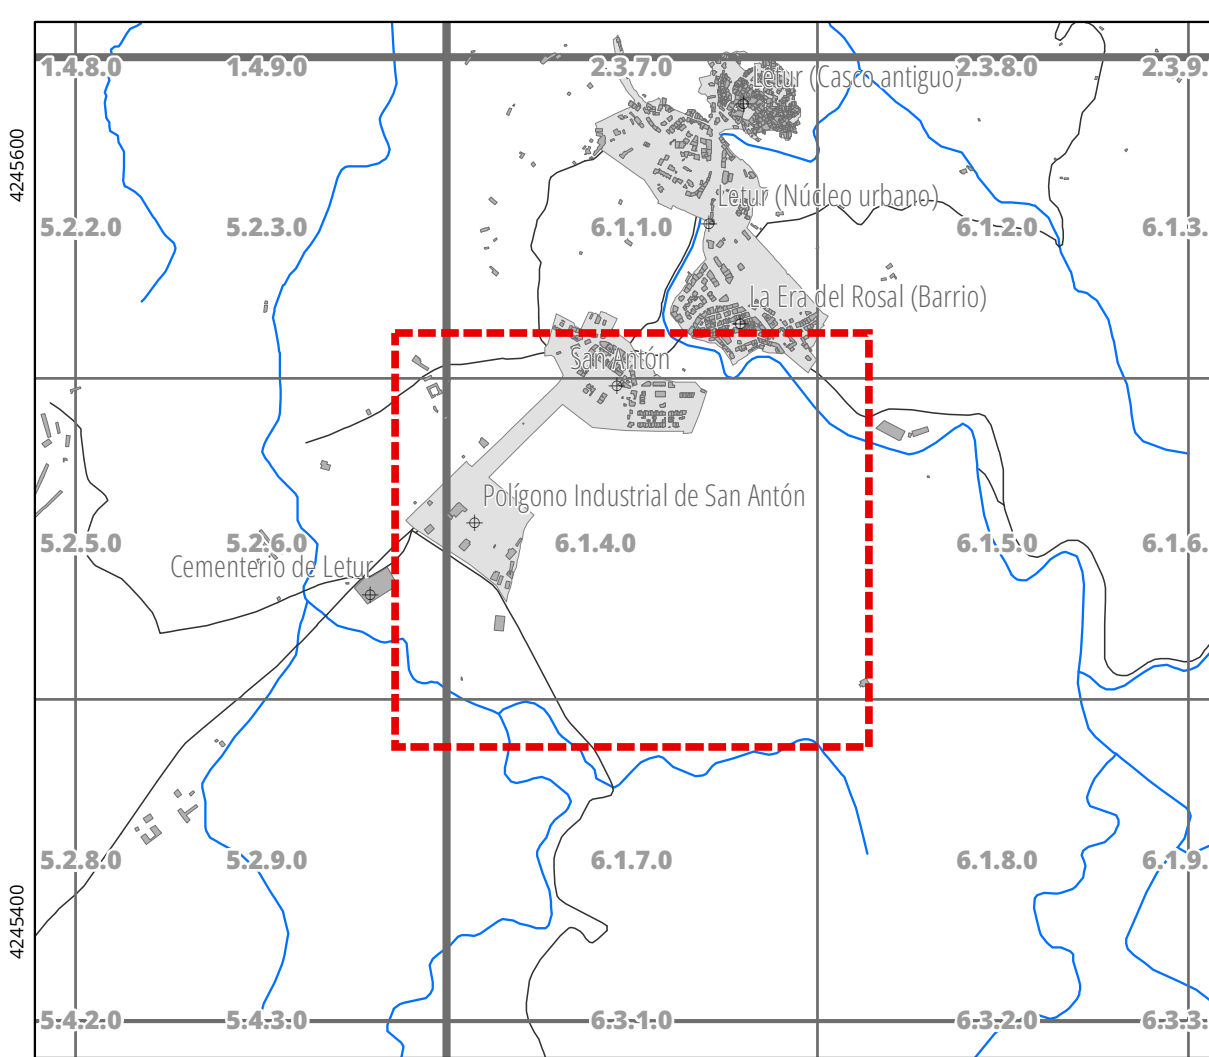 1.4.8.0 1.4.9.0 2.3.7.0 2.3.8.0 2.3.9.
Letur (Casco antiguo)
4245600
Letur (Núcleo urbano)
5.2.2.0 5.2.3.0 6.1.1.0 6.1.2.0 6.1.3.
La Era del Rosal (Barrio)
San Antón
Polígono Industrial de San Antón
5.2.5.0 5.2.6.0 6.1.4.0 6.1.5.0 6.1.6.
Cementerio de Letur
5.2.8.0 5.2.9.0 6.1.7.0 6.1.8.0 6.1.9.
4245400
5.4.2.0 5.4.3.0 6.3.1.0 6.3.2.0 6.3.3.